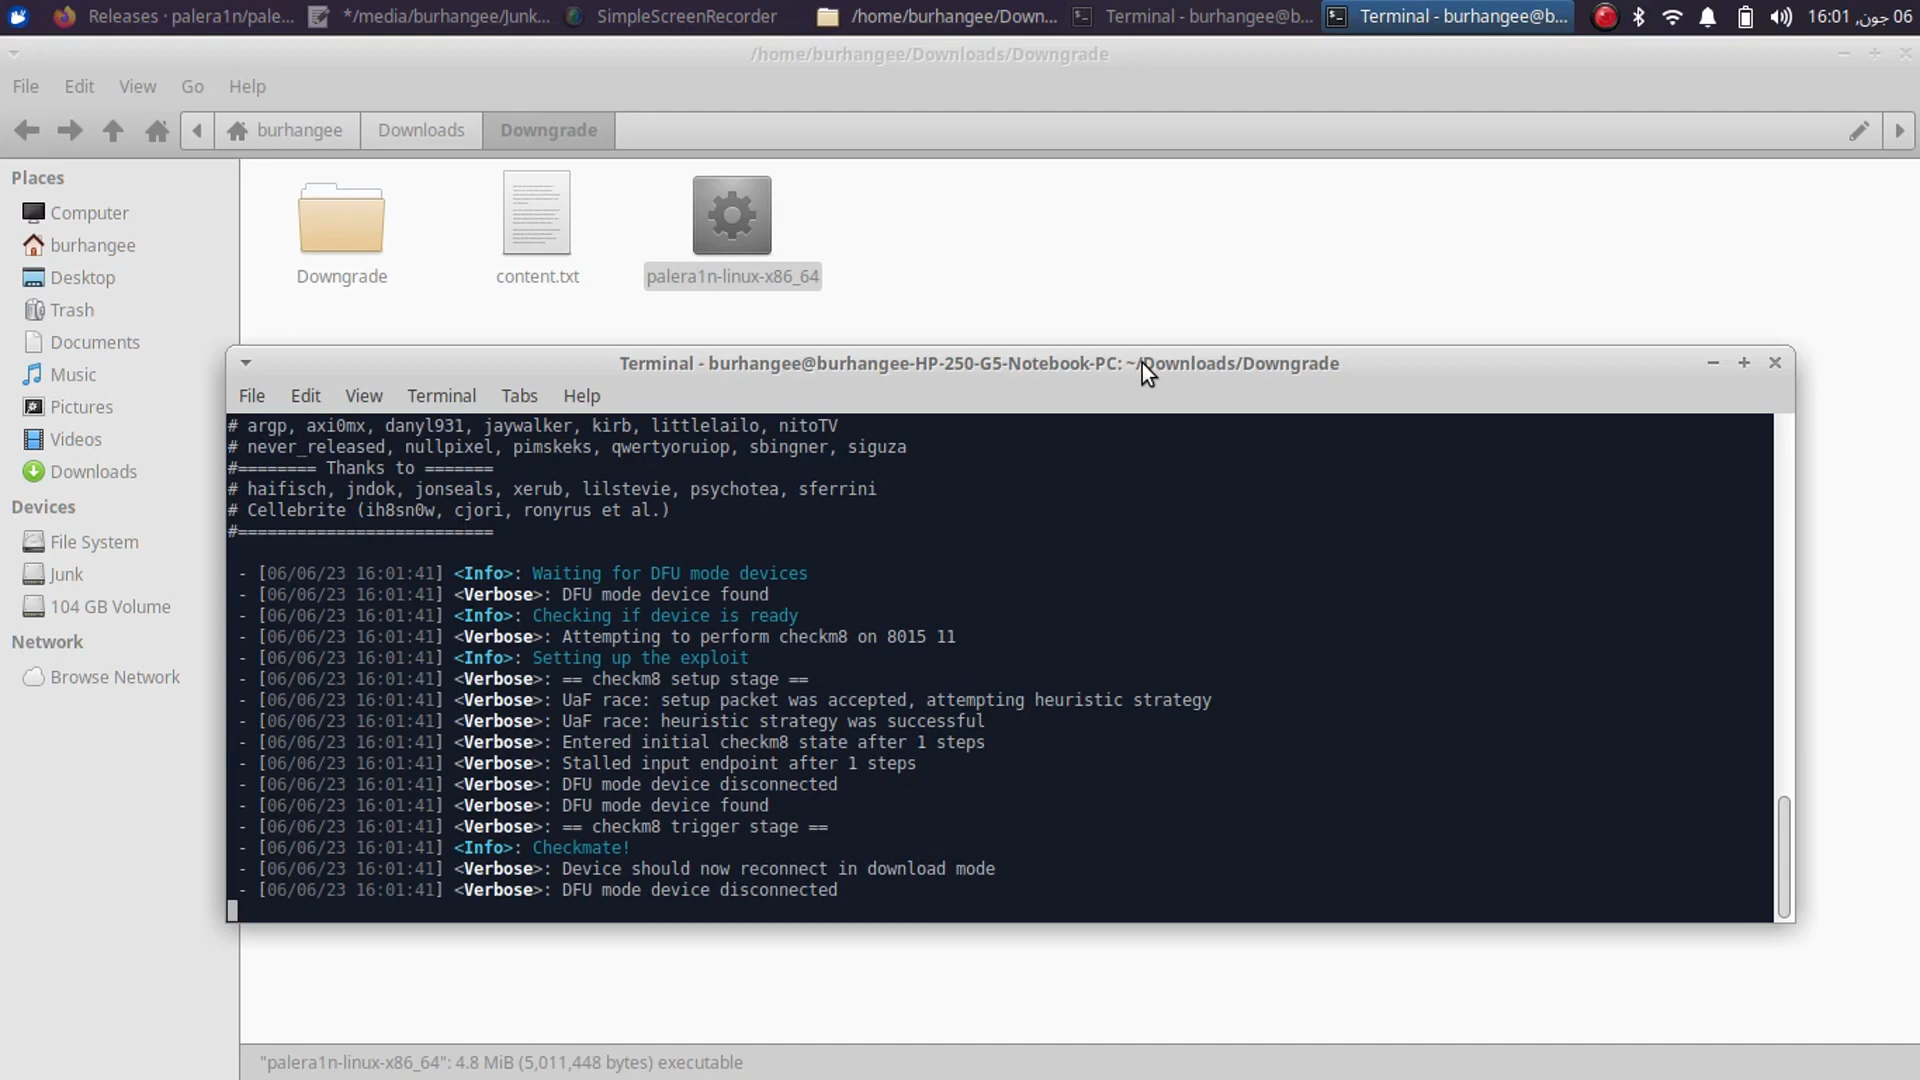 Releases · palera1n/pale...
*/media/burhangee/Junk...
SimpleScreenRecorder
/home/burhangee/Down...
Terminal - burhangee@b...
Terminal - burhangee@b...
16:01 ,جون 06
/home/burhangee/Downloads/Downgrade
File Edit View Go Help
burhangee Downloads Downgrade
Places
Computer
burhangee
Desktop
Trash
Documents
Music
Pictures
Videos
Downloads
Devices
File System
Junk
104 GB Volume
Network
Browse Network
Downgrade
content.txt
palera1n-linux-x86_64
Terminal - burhangee@burhangee-HP-250-G5-Notebook-PC: ~/Downloads/Downgrade
File Edit View Terminal Tabs Help
# argp, axi0mx, danyl931, jaywalker, kirb, littlelailo, nitoTV
# never_released, nullpixel, pimskeks, qwertyoruiop, sbingner, siguza
#======== Thanks to =======
# haifisch, jndok, jonseals, xerub, lilstevie, psychotea, sferrini
# Cellebrite (ih8sn0w, cjori, ronyrus et al.)
#==========================
- [06/06/23 16:01:41] <Info>: Waiting for DFU mode devices
- [06/06/23 16:01:41] <Verbose>: DFU mode device found
- [06/06/23 16:01:41] <Info>: Checking if device is ready
- [06/06/23 16:01:41] <Verbose>: Attempting to perform checkm8 on 8015 11
- [06/06/23 16:01:41] <Info>: Setting up the exploit
- [06/06/23 16:01:41] <Verbose>: == checkm8 setup stage ==
- [06/06/23 16:01:41] <Verbose>: UaF race: setup packet was accepted, attempting heuristic strategy
- [06/06/23 16:01:41] <Verbose>: UaF race: heuristic strategy was successful
- [06/06/23 16:01:41] <Verbose>: Entered initial checkm8 state after 1 steps
- [06/06/23 16:01:41] <Verbose>: Stalled input endpoint after 1 steps
- [06/06/23 16:01:41] <Verbose>: DFU mode device disconnected
- [06/06/23 16:01:41] <Verbose>: DFU mode device found
- [06/06/23 16:01:41] <Verbose>: == checkm8 trigger stage ==
- [06/06/23 16:01:41] <Info>: Checkmate!
- [06/06/23 16:01:41] <Verbose>: Device should now reconnect in download mode
- [06/06/23 16:01:41] <Verbose>: DFU mode device disconnected
"palera1n-linux-x86_64": 4.8 MiB (5,011,448 bytes) executable